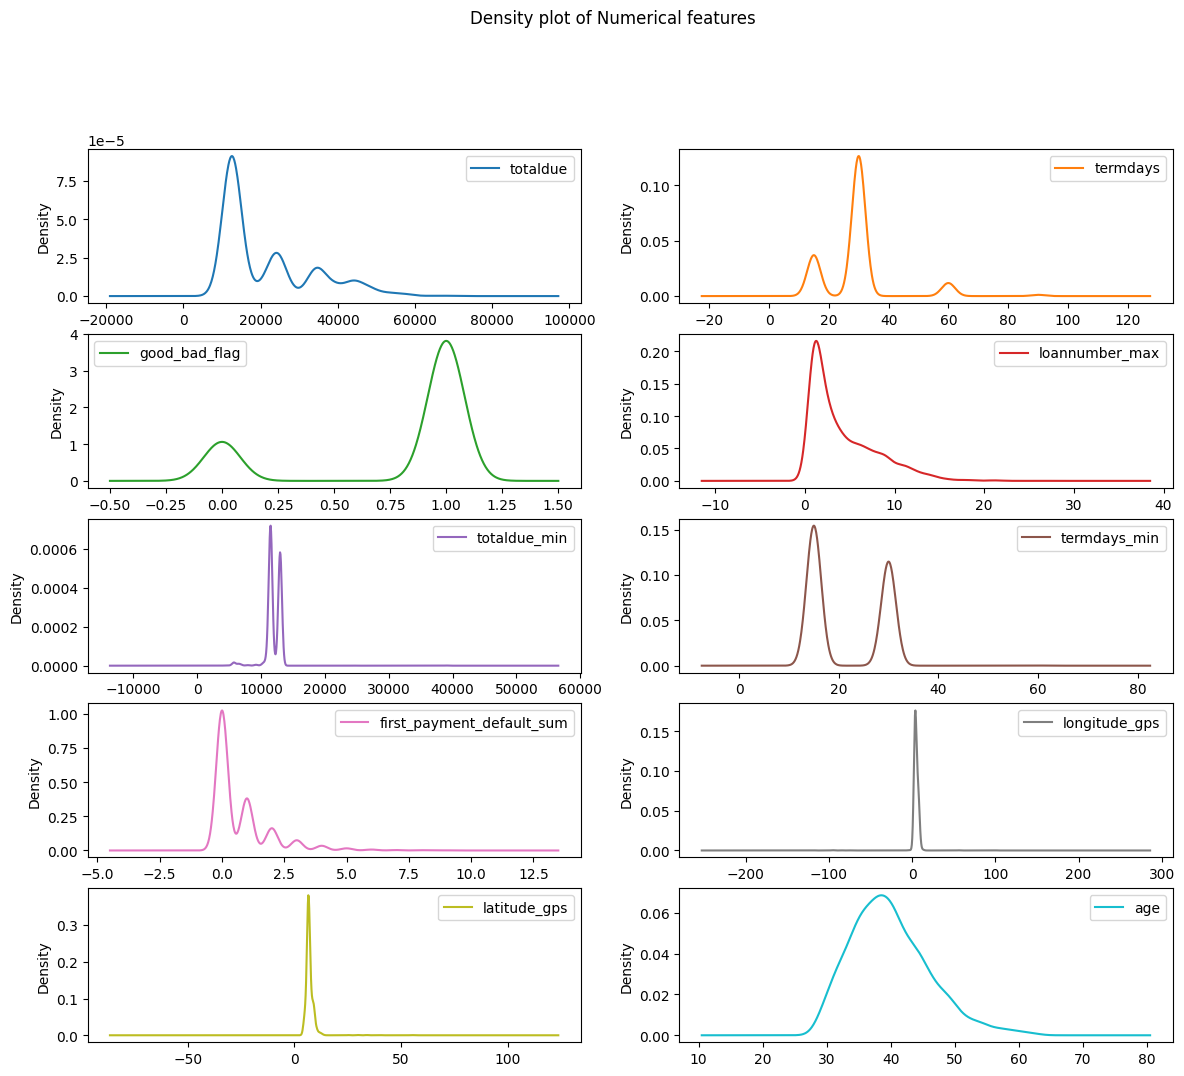 Density plot of Numerical features
1e−5
totaldue
Density
7.5
5.0
2.5
0.0
−20000 0 20000 40000 60000 80000 100000
termdays
Density
0.10
0.05
0.00
−20 0 20 40 60 80 100 120
good_bad_flag
Density
4
3
2
1
0
−0.50 −0.25 0.00 0.25 0.50 0.75 1.00 1.25 1.50
loannumber_max
Density
0.20
0.15
0.10
0.05
0.00
−10 0 10 20 30 40
totaldue_min
Density
0.0006
0.0004
0.0002
0.0000
−10000 0 10000 20000 30000 40000 50000 60000
termdays_min
Density
0.15
0.10
0.05
0.00
0 20 40 60 80
first_payment_default_sum
Density
1.00
0.75
0.50
0.25
0.00
−5.0 −2.5 0.0 2.5 5.0 7.5 10.0 12.5
longitude_gps
Density
0.15
0.10
0.05
0.00
−200 −100 0 100 200 300
latitude_gps
Density
0.3
0.2
0.1
0.0
−50 0 50 100
age
Density
0.06
0.04
0.02
0.00
10 20 30 40 50 60 70 80